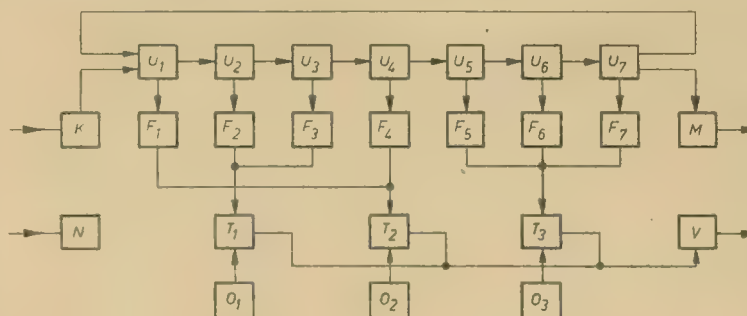 U1 U2 U3 U4 U5 U6 U7
K F1 F2 F3 F4 F5 F6 F7 M
N T1 T2 T3 V
O1 O2 O3